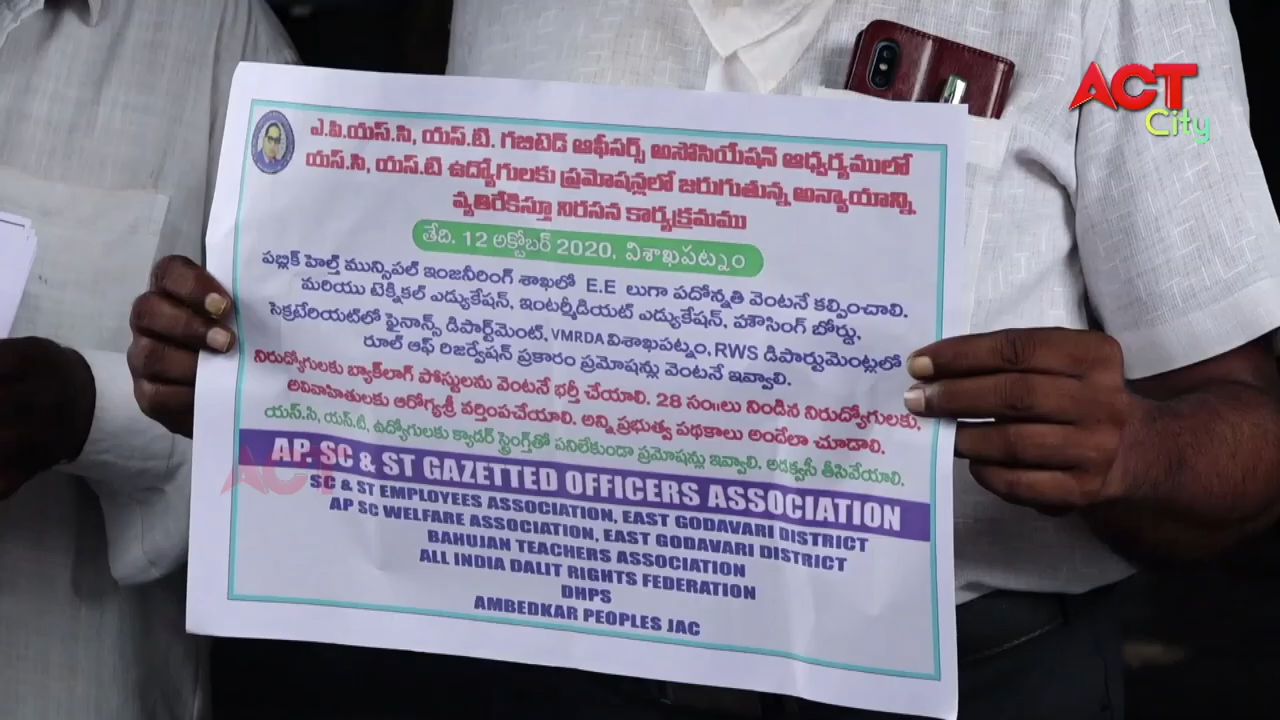 ACT
City
ఎ.పి.యస్.సి, యస్.టి. గజిటెడ్ ఆఫీసర్స్ అసోసియేషన్ ఆధ్వర్యములో
యస్.సి, యస్.టి ఉద్యోగులకు ప్రమోషన్లలో జరుగుతున్న అన్యాయాన్ని
వ్యతిరేకిస్తూ నిరసన కార్యక్రమము
తేది. 12 అక్టోబర్ 2020, విశాఖపట్నం
పబ్లిక్ హెల్త్ మున్సిపల్ ఇంజనీరింగ్ శాఖలో E.E లుగా పదోన్నతి వెంటనే కల్పించాలి.
మరియు టెక్నికల్ ఎడ్యుకేషన్, ఇంటర్మీడియట్ ఎడ్యుకేషన్, హౌసింగ్ బోర్డు,
సెక్రటేరియట్‌లో ఫైనాన్స్ డిపార్ట్‌మెంట్, VMRDA విశాఖపట్నం, RWS డిపార్టుమెంట్లలో
రూల్ ఆఫ్ రిజర్వేషన్ ప్రకారం ప్రమోషన్లు వెంటనే ఇవ్వాలి.
నిరుద్యోగులకు బ్యాక్‌లాగ్ పోస్టులను వెంటనే భర్తీ చేయాలి. 28 సం॥లు నిండిన నిరుద్యోగులకు,
అవివాహితులకు ఆరోగ్యశ్రీ వర్తింపచేయాలి. అన్ని ప్రభుత్వ పథకాలు అందేలా చూడాలి.
యస్.సి, యస్.టి, ఉద్యోగులకు క్యాడర్ స్ట్రెంగ్త్‌తో పనిలేకుండా ప్రమోషన్లు ఇవ్వాలి. అడక్వసీ తీసివేయాలి.
AP. SC & ST GAZETTED OFFICERS ASSOCIATION
SC & ST EMPLOYEES ASSOCIATION, EAST GODAVARI DISTRICT
AP SC WELFARE ASSOCIATION, EAST GODAVARI DISTRICT
BAHUJAN TEACHERS ASSOCIATION
ALL INDIA DALIT RIGHTS FEDERATION
DHPS
AMBEDKAR PEOPLES JAC
ACT